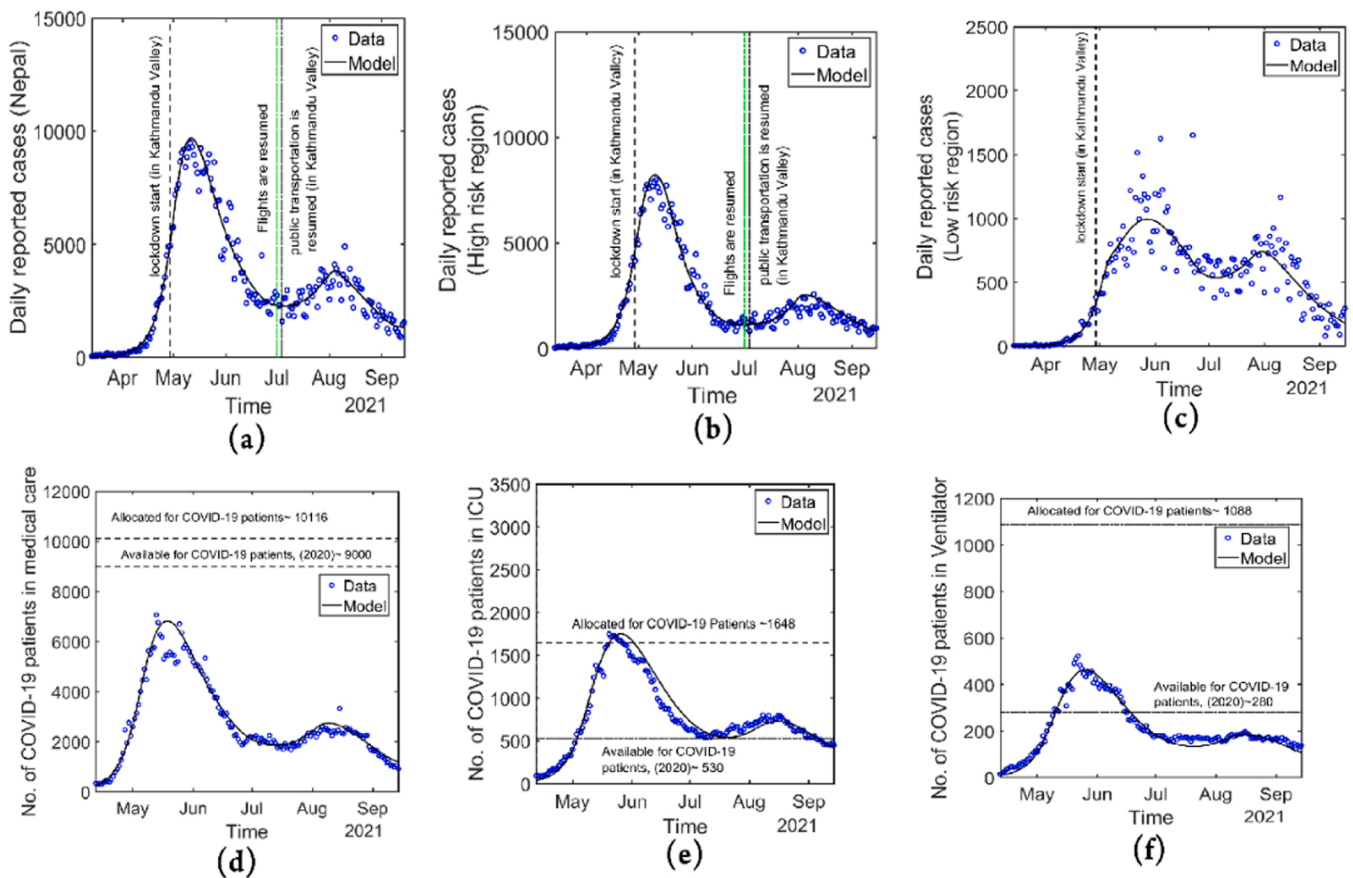 15000
10000
5000
0
Daily reported cases (Nepal)
lockdown start (in Kathmandu Valley)
Flights are resumed
public transportation is
resumed (in Kathmandu Valley)
Data
Model
Apr May Jun Jul Aug Sep
Time 2021
(a)
15000
10000
5000
0
Daily reported cases
(High risk region)
lockdown start (in Kathmandu Valley)
Flights are resumed
public transportation is resumed
(in Kathmandu Valley)
Data
Model
Apr May Jun Jul Aug Sep
Time 2021
(b)
2500
2000
1500
1000
500
0
Daily reported cases
(Low risk region)
lockdown start (in Kathmandu Valley)
Data
Model
Apr May Jun Jul Aug Sep
Time 2021
(c)
12000
10000
8000
6000
4000
2000
0
No. of COVID-19 patients in medical care
Allocated for COVID-19 patients~ 10116
Available for COVID-19 patients, (2020)~ 9000
Data
Model
May Jun Jul Aug Sep
Time 2021
(d)
3500
3000
2500
2000
1500
1000
500
0
No. of COVID-19 patients in ICU
Data
Model
Allocated for COVID-19 Patients ~1648
Available for COVID-19
patients, (2020)~ 530
May Jun Jul Aug Sep
Time 2021
(e)
1200
1000
800
600
400
200
0
No. of COVID-19 patients in Ventilator
Allocated for COVID-19 patients~ 1088
Data
Model
Available for COVID-19
patients, (2020)~280
May Jun Jul Aug Sep
Time 2021
(f)